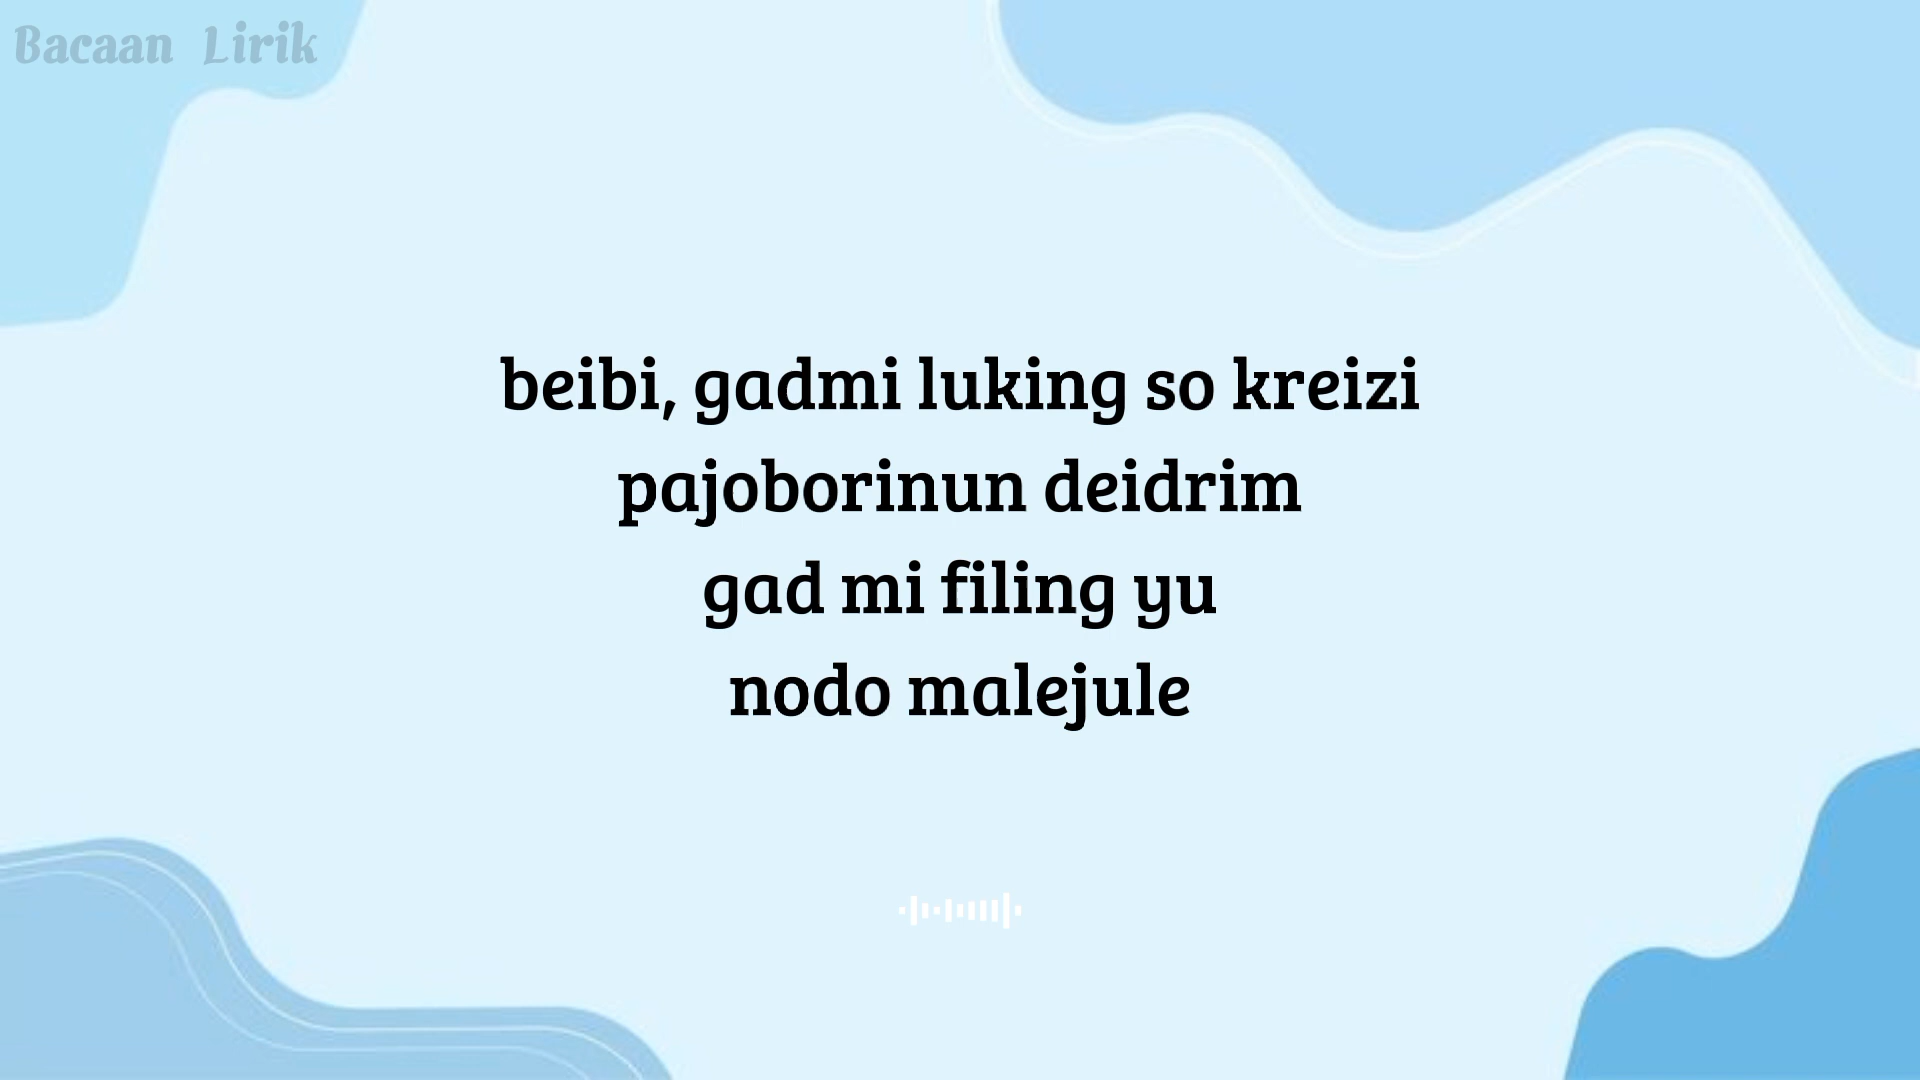 Bacaan Lirik
beibi, gadmi luking so kreizi
pajoborinun deidrim
gad mi filing yu
nodo malejule